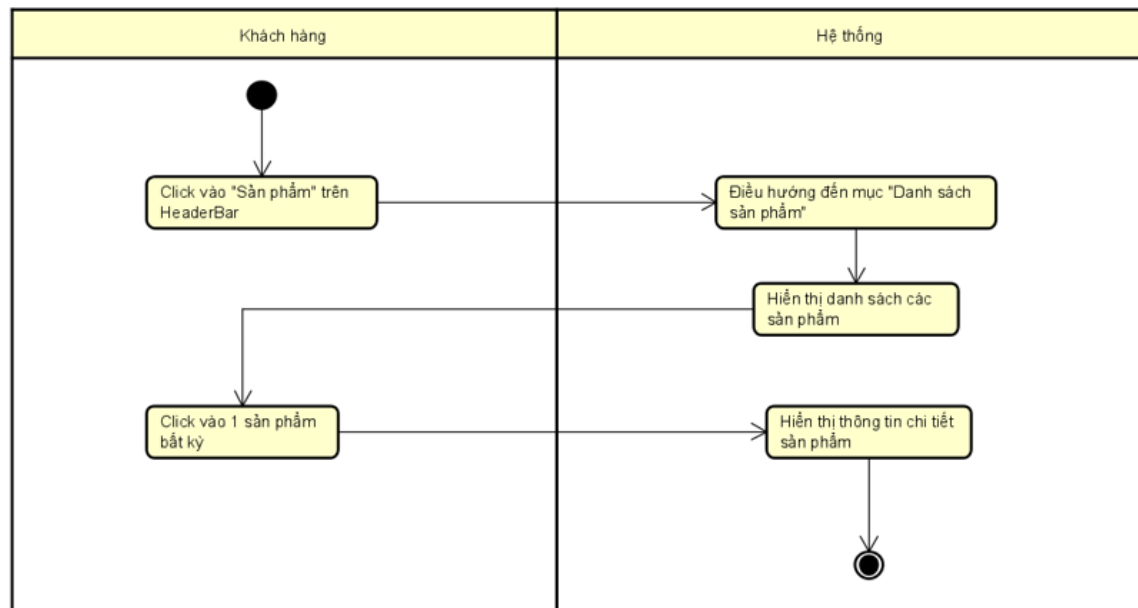 Khách hàng
Hệ thống
Click vào "Sản phẩm" trên
HeaderBar
Điều hướng đến mục "Danh sách
sản phẩm"
Hiển thị danh sách các
sản phẩm
Click vào 1 sản phẩm
bất kỳ
Hiển thị thông tin chi tiết
sản phẩm